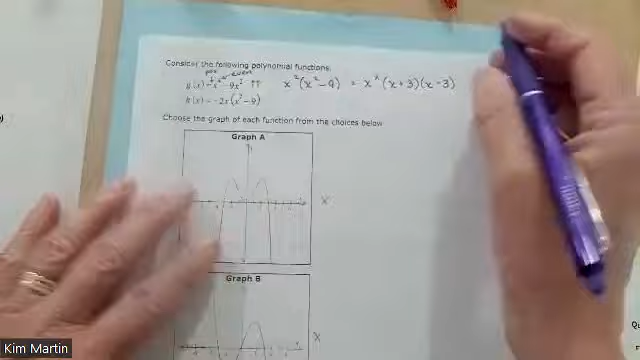 Consider the following polynomial functions.
pos even
g(x) = x⁴ - 9x² ↑↑ x²(x²-9) = x²(x+3)(x-3)
h(x) = -2x(x²-9)
Choose the graph of each function from the choices below
Graph A
x
Graph B
x
Kim Martin
Qu